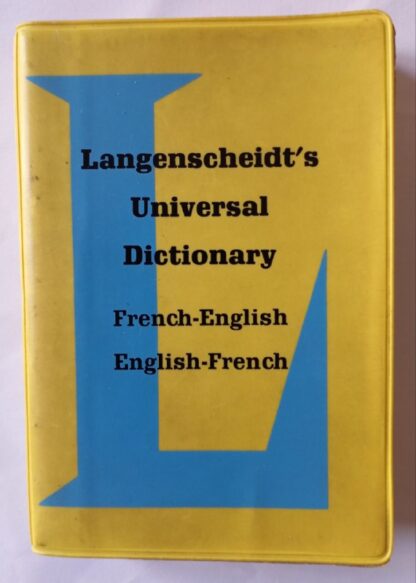 Langenscheidt's
Universal
Dictionary
French-English
English-French